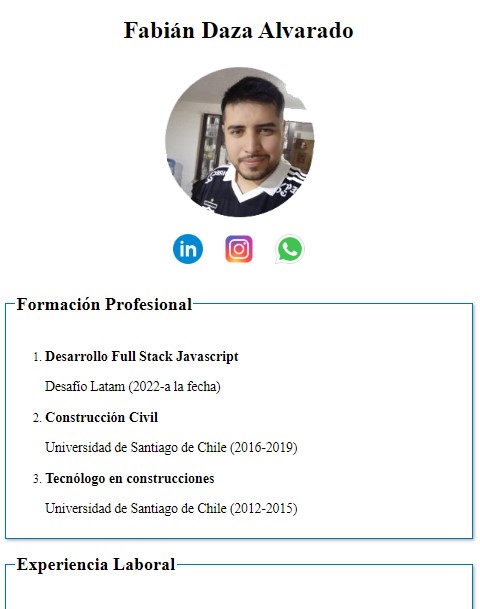 Fabián Daza Alvarado
in
Formación Profesional
1. Desarrollo Full Stack Javascript
Desafío Latam (2022-a la fecha)
2. Construcción Civil
Universidad de Santiago de Chile (2016-2019)
3. Tecnólogo en construcciones
Universidad de Santiago de Chile (2012-2015)
Experiencia Laboral